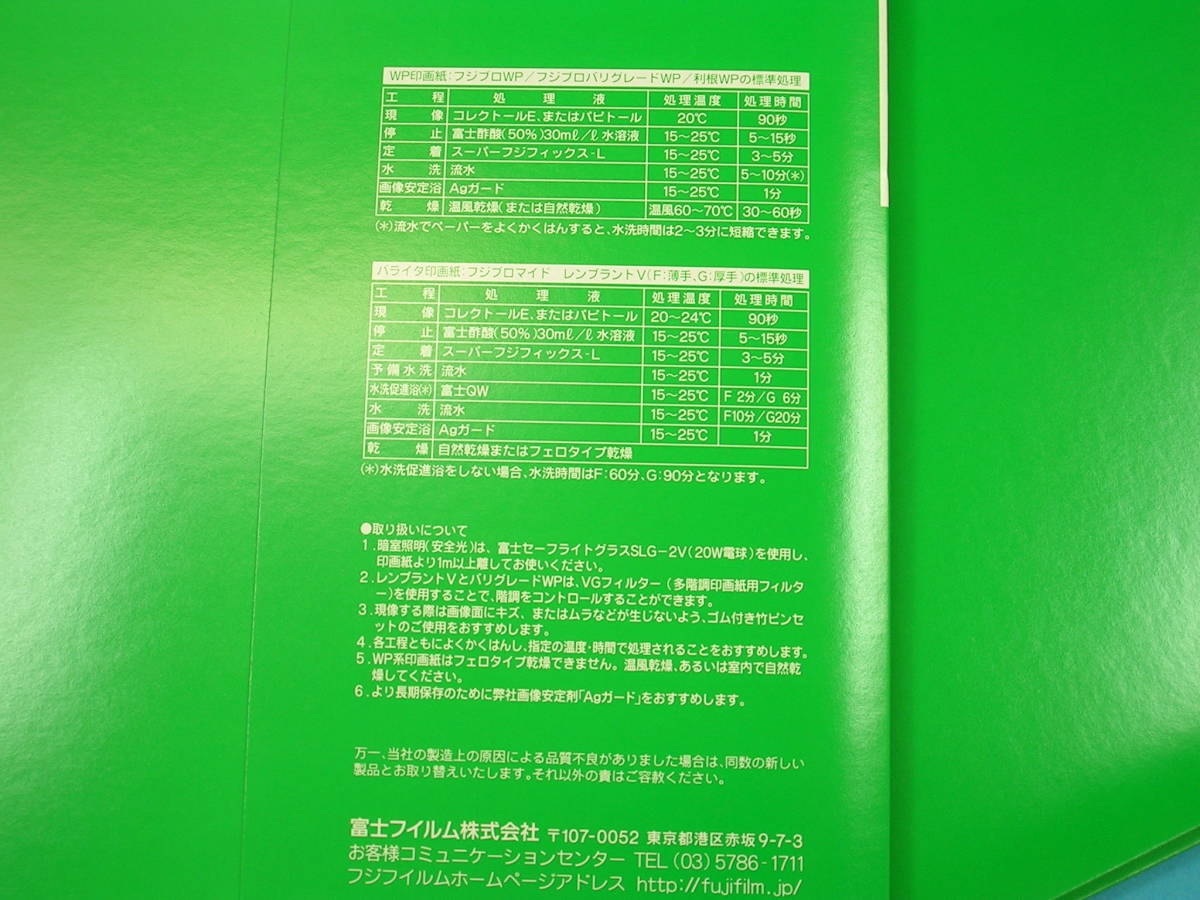 WP印画紙：フジブロWP／フジブロバリグレードWP／利根WPの標準処理
工程 処理液 処理温度 処理時間
現像 コレクトールE、またはパピトール 20℃ 90秒
停止 富士酢酸（50％）30mℓ／ℓ 水溶液 15〜25℃ 5〜15秒
定着 スーパーフジフィックス-L 15〜25℃ 3〜5分
水洗 流水 15〜25℃ 5〜10分(*)
画像安定浴 Agガード 15〜25℃ 1分
乾燥 温風乾燥（または自然乾燥） 温風60〜70℃ 30〜60秒
(*)流水でペーパーをよくかくはんすると、水洗時間は2〜3分に短縮できます。
バライタ印画紙：フジブロマイド レンブラントV（F：薄手、G：厚手）の標準処理
工程 処理液 処理温度 処理時間
現像 コレクトールE、またはパピトール 20〜24℃ 90秒
停止 富士酢酸（50％）30mℓ／ℓ 水溶液 15〜25℃ 5〜15秒
定着 スーパーフジフィックス-L 15〜25℃ 3〜5分
予備水洗 流水 15〜25℃ 1分
水洗促進浴(*) 富士QW 15〜25℃ F 2分／G 6分
水洗 流水 15〜25℃ F10分／G20分
画像安定浴 Agガード 15〜25℃ 1分
乾燥 自然乾燥またはフェロタイプ乾燥
(*)水洗促進浴をしない場合、水洗時間はF：60分、G：90分となります。
●取り扱いについて
1．暗室照明（安全光）は、富士セーフライトグラスSLG−2V（20W電球）を使用し、
印画紙より1m以上離してお使いください。
2．レンブラントVとバリグレードWPは、VGフィルター（多階調印画紙用フィルタ
ー）を使用することで、階調をコントロールすることができます。
3．現像する際は画像面にキズ、またはムラなどが生じないよう、ゴム付き竹ピンセ
ットのご使用をおすすめします。
4．各工程ともによくかくはんし、指定の温度・時間で処理されることをおすすめします。
5．WP系印画紙はフェロタイプ乾燥できません。温風乾燥、あるいは室内で自然乾
燥してください。
6．より長期保存のために弊社画像安定剤「Agガード」をおすすめします。
万一、当社の製造上の原因による品質不良がありました場合は、同数の新しい
製品とお取り替えいたします。それ以外の責はご容赦ください。
富士フイルム株式会社 〒107-0052 東京都港区赤坂9-7-3
お客様コミュニケーションセンター TEL（03）5786-1711
フジフイルムホームページアドレス http://fujifilm.jp/